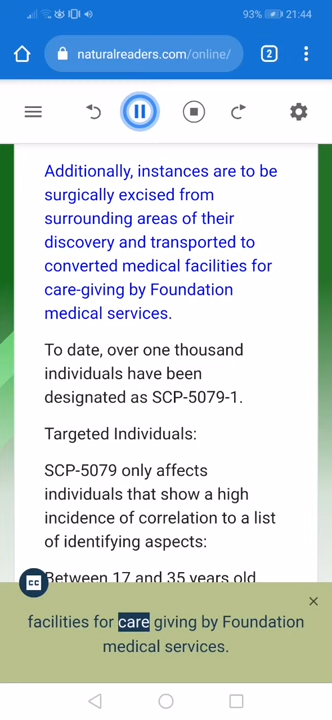 93% 21:44
naturalreaders.com/online/
2
Additionally, instances are to be
surgically excised from
surrounding areas of their
discovery and transported to
converted medical facilities for
care-giving by Foundation
medical services.
To date, over one thousand
individuals have been
designated as SCP-5079-1.
Targeted Individuals:
SCP-5079 only affects
individuals that show a high
incidence of correlation to a list
of identifying aspects:
Between 17 and 35 years old
CC
facilities for care giving by Foundation
medical services.